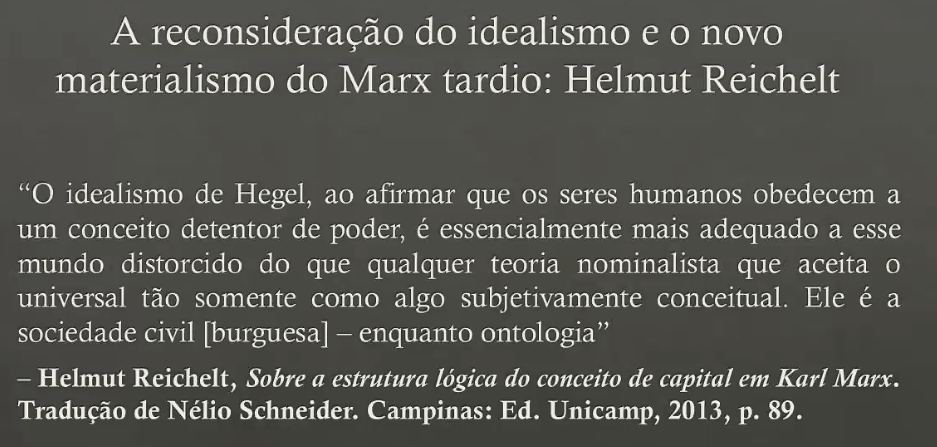 A reconsideração do idealismo e o novo
materialismo do Marx tardio: Helmut Reichelt
“O idealismo de Hegel, ao afirmar que os seres humanos obedecem a
um conceito detentor de poder, é essencialmente mais adequado a esse
mundo distorcido do que qualquer teoria nominalista que aceita o
universal tão somente como algo subjetivamente conceitual. Ele é a
sociedade civil [burguesa] – enquanto ontologia”
– Helmut Reichelt, Sobre a estrutura lógica do conceito de capital em Karl Marx.
Tradução de Nélio Schneider. Campinas: Ed. Unicamp, 2013, p. 89.